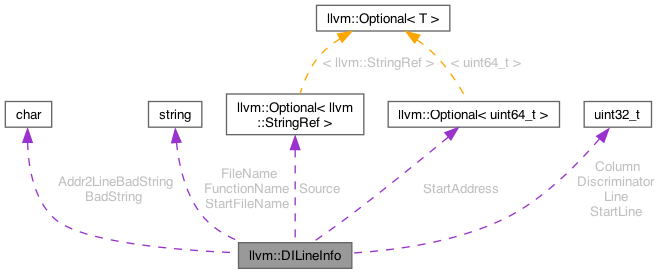 llvm::Optional< T >
< llvm::StringRef >
< uint64_t >
char
string
llvm::Optional< llvm
::StringRef >
llvm::Optional< uint64_t >
uint32_t
Addr2LineBadString
BadString
FileName
FunctionName
StartFileName
Source
StartAddress
Column
Discriminator
Line
StartLine
llvm::DILineInfo